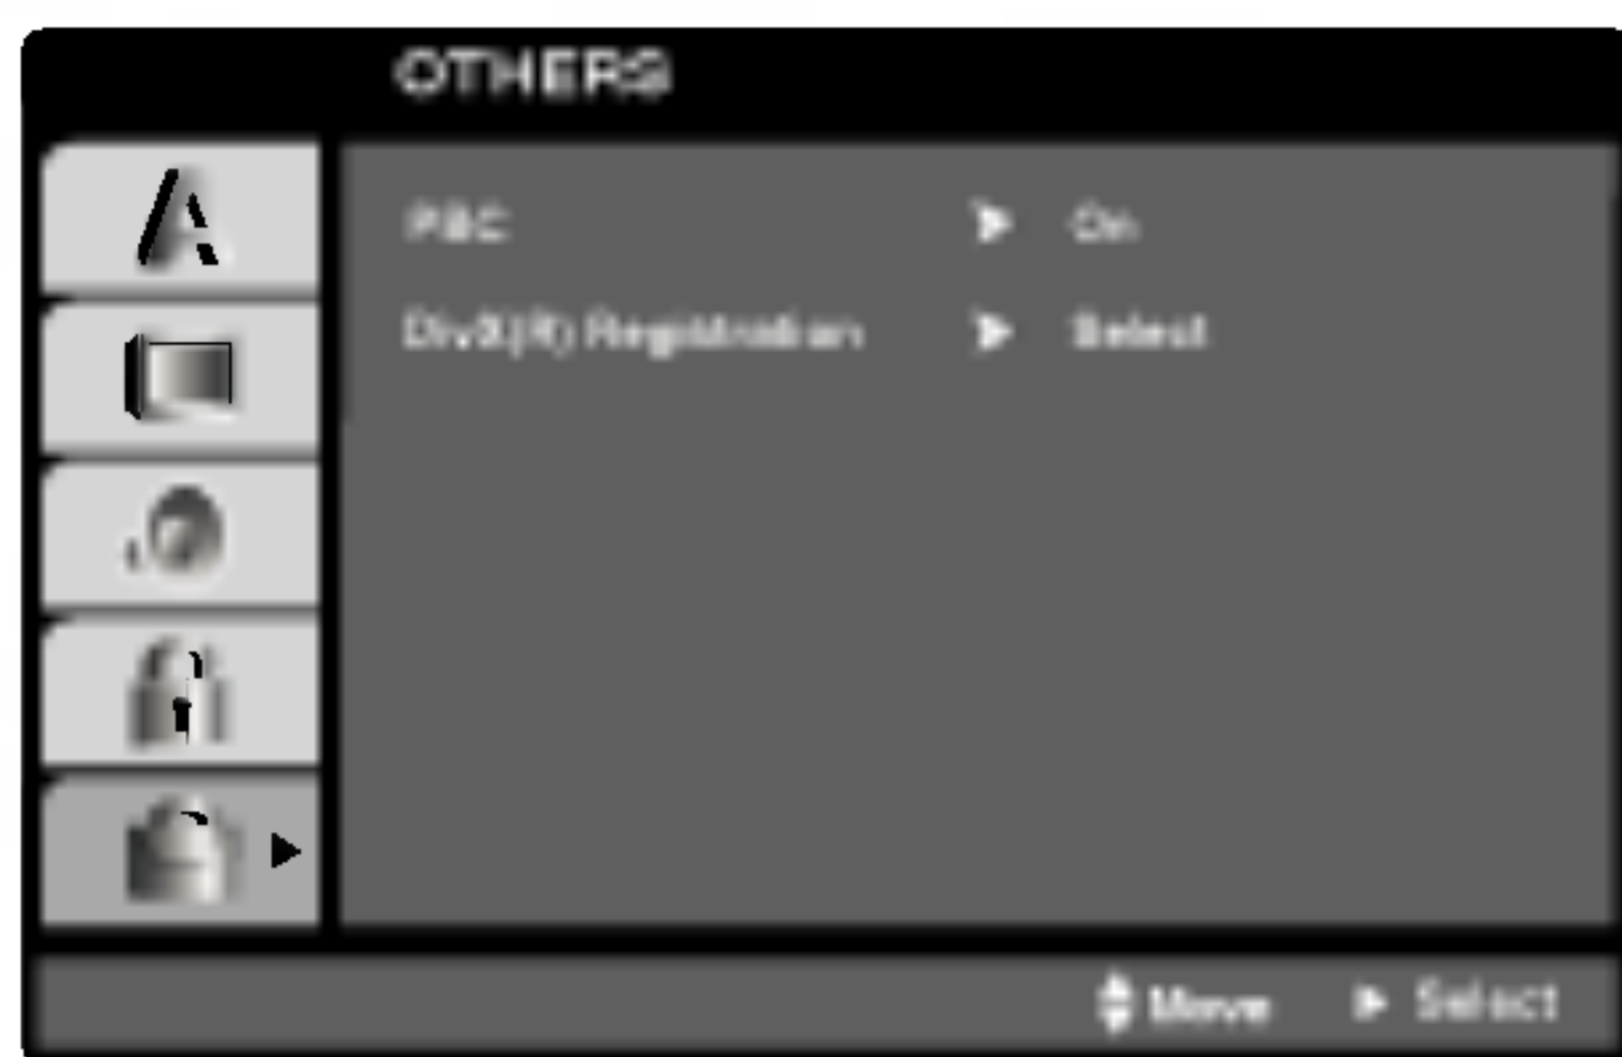 OTHERS
PBC ► On
DivX(R) Registration ► Select
Move ► Select